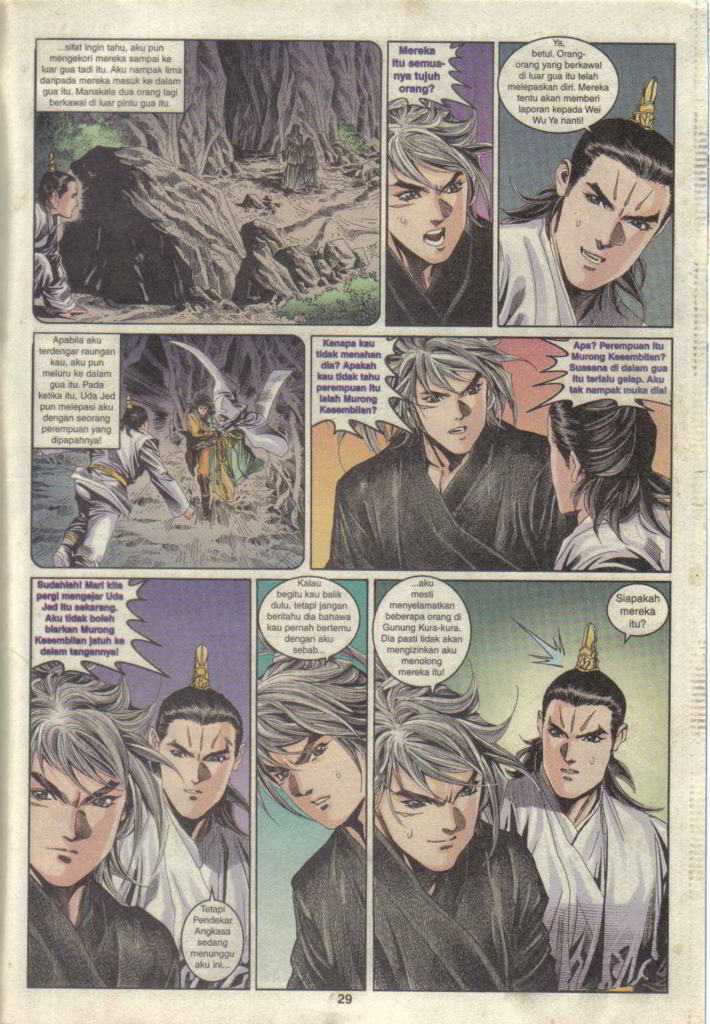 ...sifat ingin tahu, aku pun
mengekori mereka sampai ke
luar gua tadi itu. Aku nampak lima
daripada mereka masuk ke dalam
gua itu. Manakala dua orang lagi
berkawal di luar pintu gua itu.
Mereka
itu semua-
nya tujuh
orang?
Ya,
betul. Orang-
orang yang berkawal
di luar gua itu telah
melepaskan diri. Mereka
tentu akan memberi
laporan kepada Wei
Wu Ya nanti!
Apabila aku
terdengar raungan
kau, aku pun
meluru ke dalam
gua itu. Pada
ketika itu, Uda Jed
pun melepasi aku
dengan seorang
perempuan yang
dipapahnya!
Kenapa kau
tidak menahan
dia? Apakah
kau tidak tahu
perempuan itu
ialah Murong
Kesembilan?
Apa? Perempuan itu
Murong Kesembilan?
Suasana di dalam gua
itu terlalu gelap. Aku
tak nampak muka dia!
Sudahlah! Mari kita
pergi mengejar Uda
Jed itu sekarang.
Aku tidak boleh
biarkan Murong
Kesembilan jatuh ke
dalam tangannya!
Tetapi
Pendekar
Angkasa
sedang
menunggu
aku ini...
Kalau
begitu kau balik
dulu, tetapi jangan
beritahu dia bahawa
kau pernah bertemu
dengan aku
sebab...
...aku
mesti
menyelamatkan
beberapa orang di
Gunung Kura-kura.
Dia pasti tidak akan
mengizinkan aku
menolong
mereka itu!
Siapakah
mereka
itu?
29